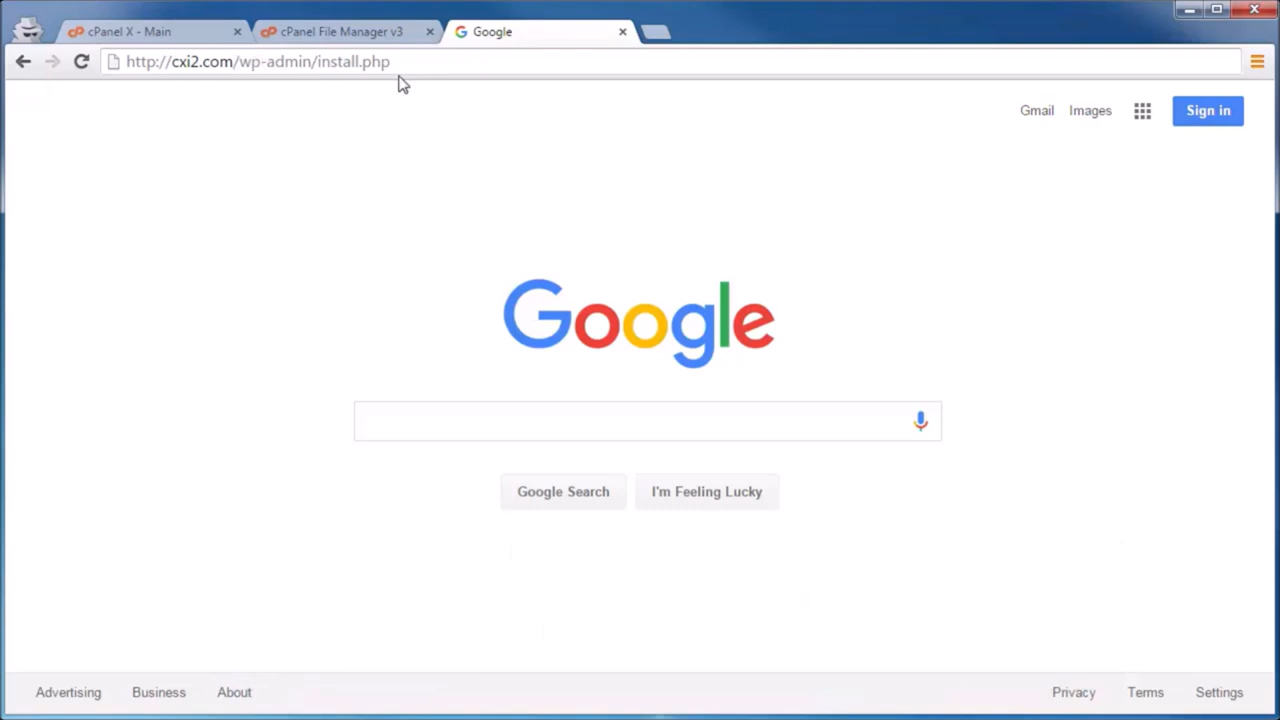 cPanel X - Main
cPanel File Manager v3
Google
http://cxi2.com/wp-admin/install.php
Gmail
Images
Sign in
Google
Google Search
I'm Feeling Lucky
Advertising
Business
About
Privacy
Terms
Settings